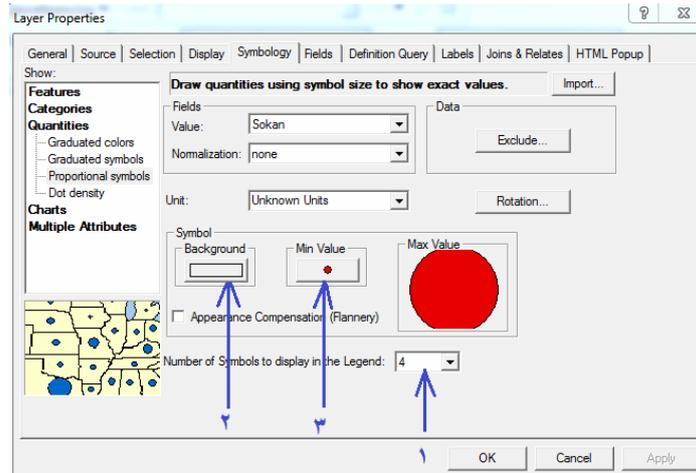 Layer Properties
General Source Selection Display Symbology Fields Definition Query Labels Joins & Relates HTML Popup
Show:
Features
Categories
Quantities
Graduated colors
Graduated symbols
Proportional symbols
Dot density
Charts
Multiple Attributes
Draw quantities using symbol size to show exact values.
Import...
Fields
Value: Sokan
Normalization: none
Data
Exclude...
Unit: Unknown Units
Rotation...
Symbol
Background
Min Value
Max Value
Appearance Compensation (Flannery)
Number of Symbols to display in the Legend: 4
٢
٣
١
OK
Cancel
Apply